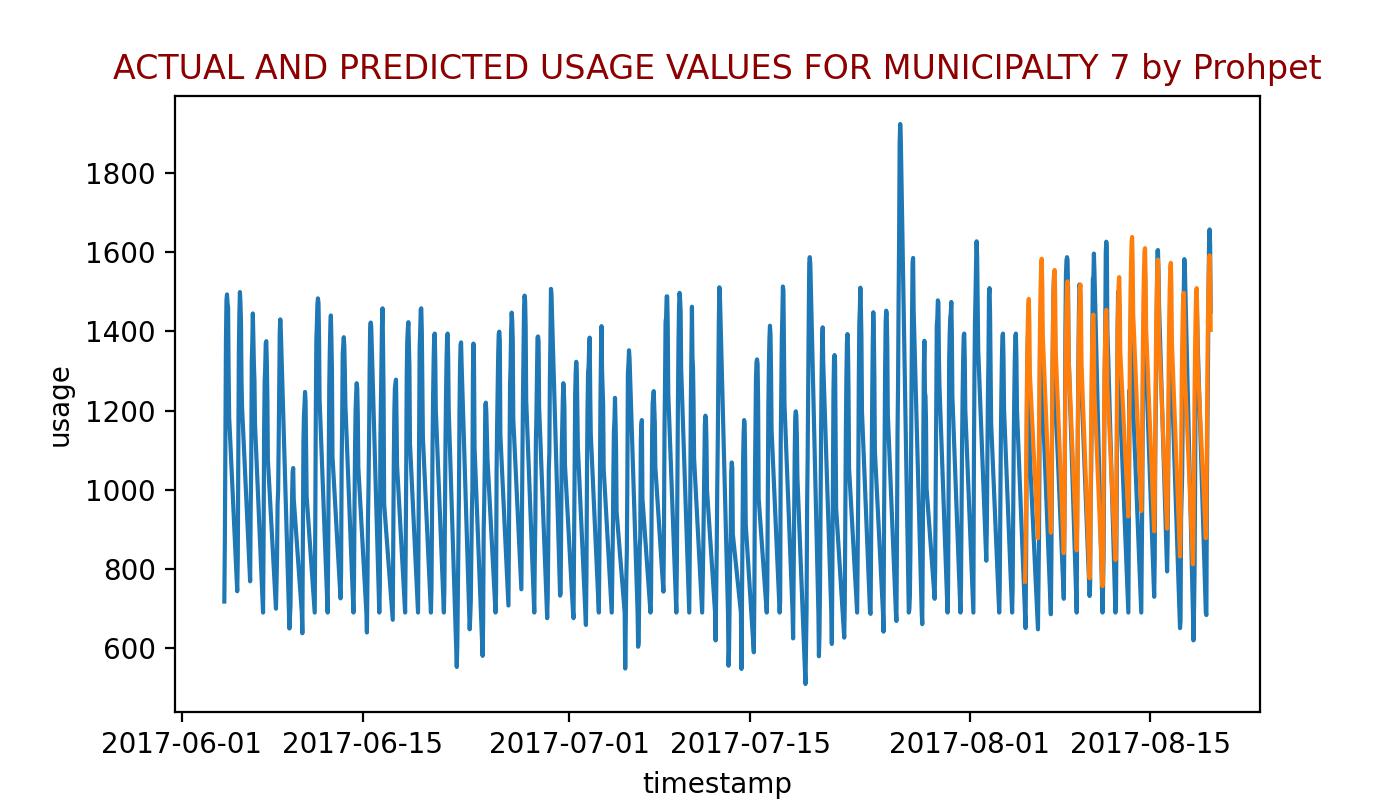 ACTUAL AND PREDICTED USAGE VALUES FOR MUNICIPALTY 7 by Prohpet
1800
1600
1400
1200
1000
800
600
usage
2017-06-01 2017-06-15 2017-07-01 2017-07-15 2017-08-01 2017-08-15
timestamp